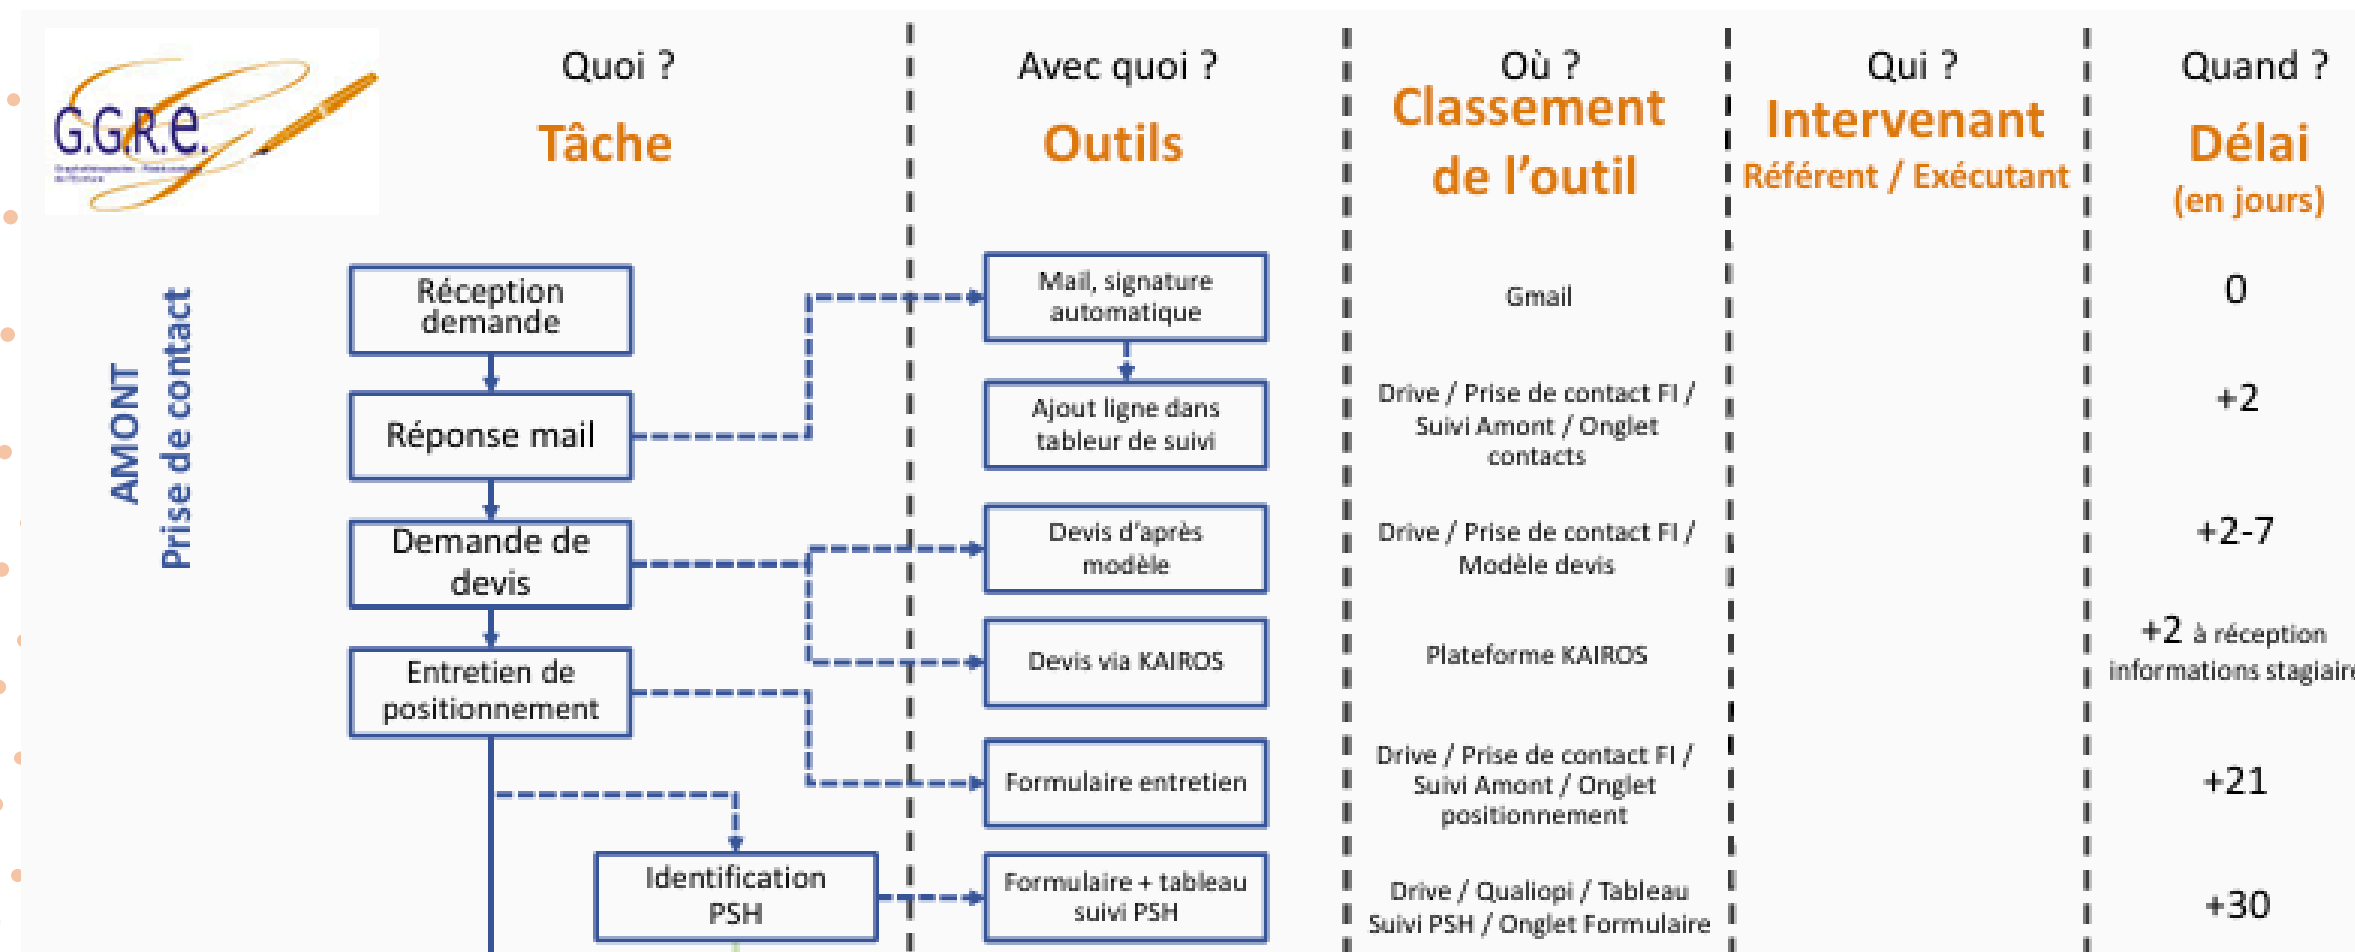 G.G.R.e.
Quoi ?
Tâche
Avec quoi ?
Outils
Où ?
Classement
de l’outil
Qui ?
Intervenant
Référent / Exécutant
Quand ?
Délai
(en jours)
AMONT
Prise de contact
Réception
demande
Mail, signature
automatique
Gmail
0
Réponse mail
Ajout ligne dans
tableur de suivi
Drive / Prise de contact FI /
Suivi Amont / Onglet
contacts
+2
Demande de
devis
Devis d’après
modèle
Drive / Prise de contact FI /
Modèle devis
+2-7
Devis via KAIROS
Plateforme KAIROS
+2 à réception
informations stagiaire
Entretien de
positionnement
Formulaire entretien
Drive / Prise de contact FI /
Suivi Amont / Onglet
positionnement
+21
Identification
PSH
Formulaire + tableau
suivi PSH
Drive / Qualiopi / Tableau
Suivi PSH / Onglet Formulaire
+30